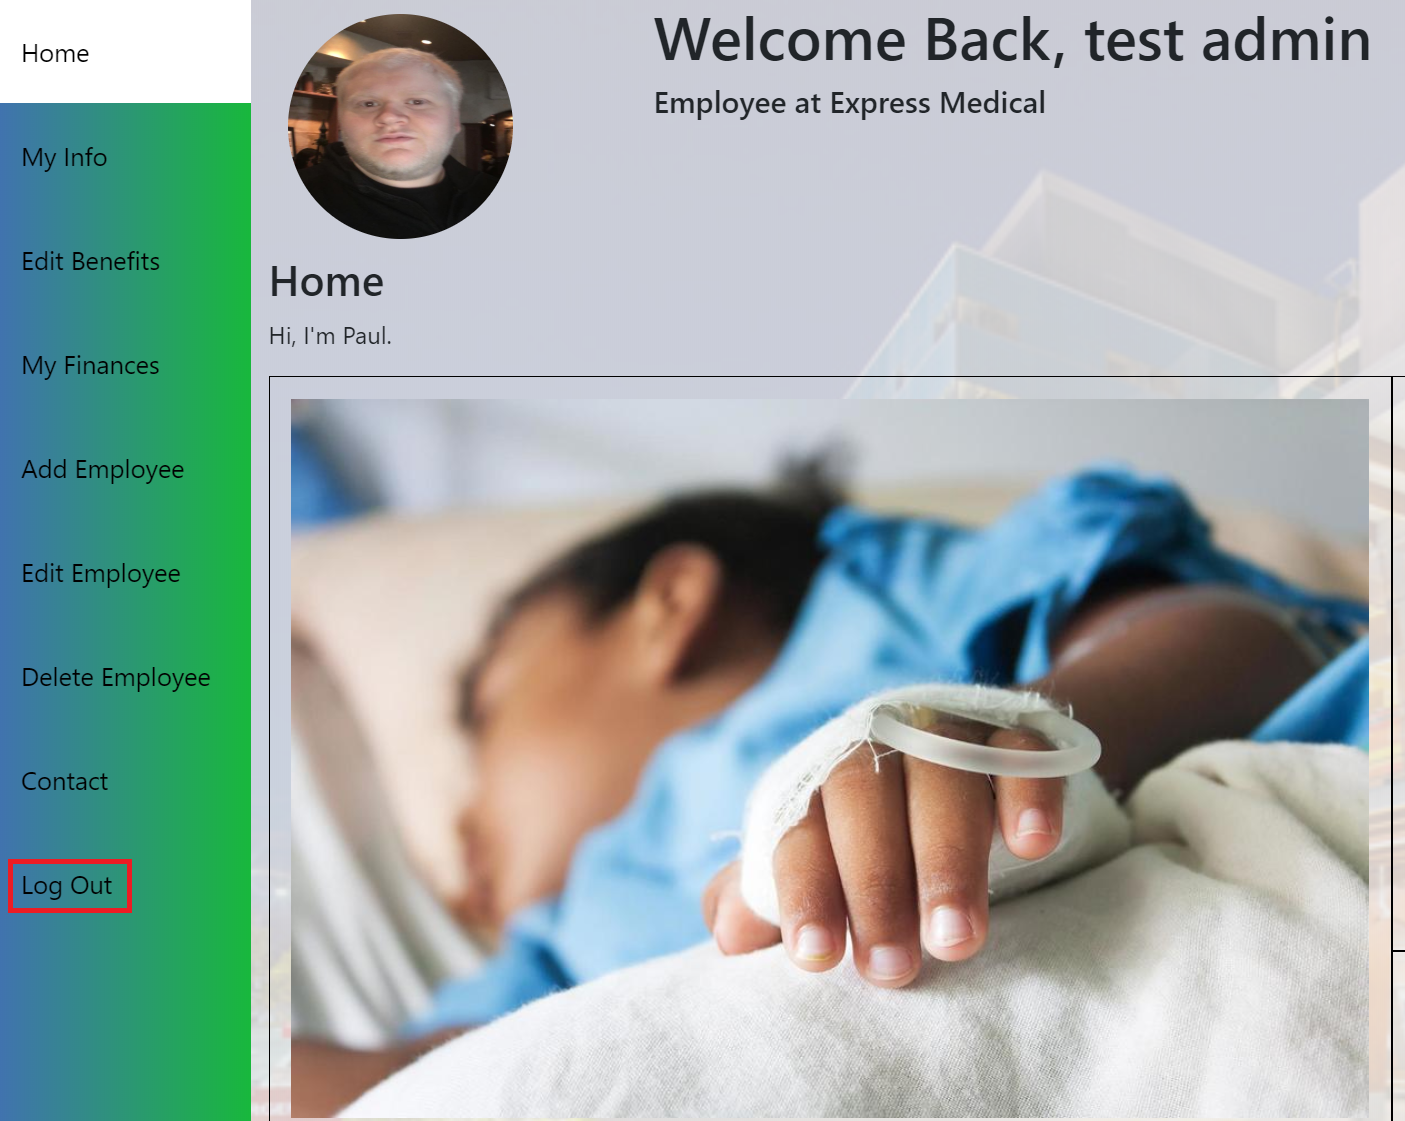 Home
My Info
Edit Benefits
My Finances
Add Employee
Edit Employee
Delete Employee
Contact
Log Out
Welcome Back, test admin
Employee at Express Medical
Home
Hi, I'm Paul.